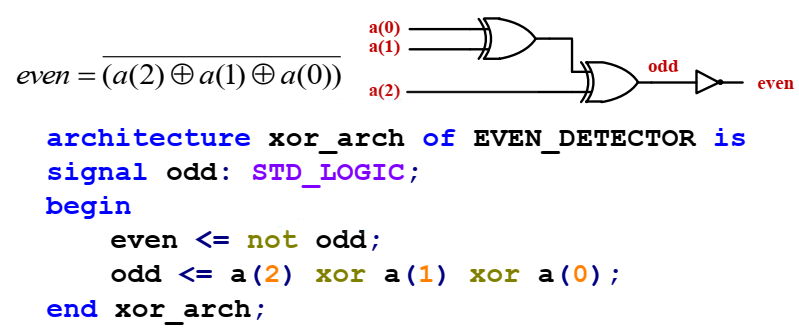 even = \overline{(a(2) ⊕ a(1) ⊕ a(0))}
a(0)
a(1)
a(2)
odd
even
architecture xor_arch of EVEN_DETECTOR is
signal odd: STD_LOGIC;
begin
even <= not odd;
odd <= a(2) xor a(1) xor a(0);
end xor_arch;